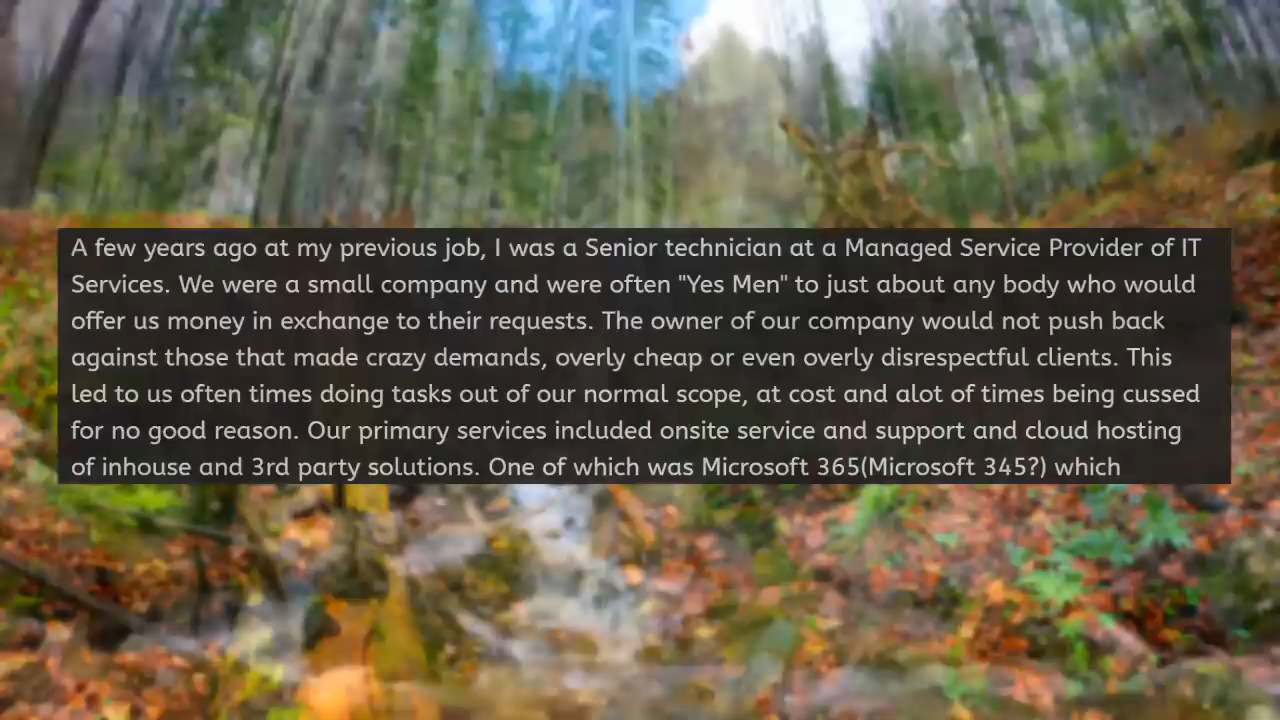 A few years ago at my previous job, I was a Senior technician at a Managed Service Provider of IT
Services. We were a small company and were often "Yes Men" to just about any body who would
offer us money in exchange to their requests. The owner of our company would not push back
against those that made crazy demands, overly cheap or even overly disrespectful clients. This
led to us often times doing tasks out of our normal scope, at cost and alot of times being cussed
for no good reason. Our primary services included onsite service and support and cloud hosting
of inhouse and 3rd party solutions. One of which was Microsoft 365(Microsoft 345?) which